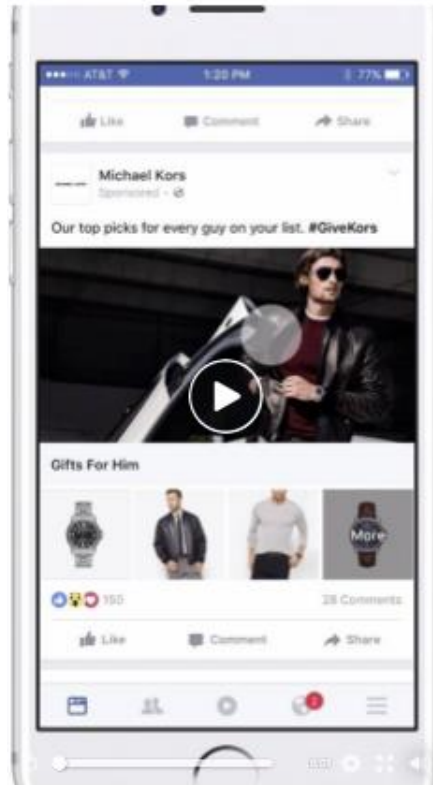 AT&T 1:20 PM 77%
Like Comment Share
Michael Kors
Sponsored
Our top picks for every guy on your list. #GiveKors
Gifts For Him
More
150 28 Comments
Like Comment Share
2